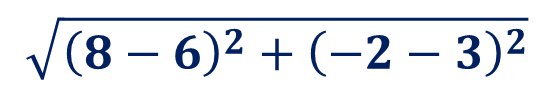 √(8 − 6)² + (−2 − 3)²